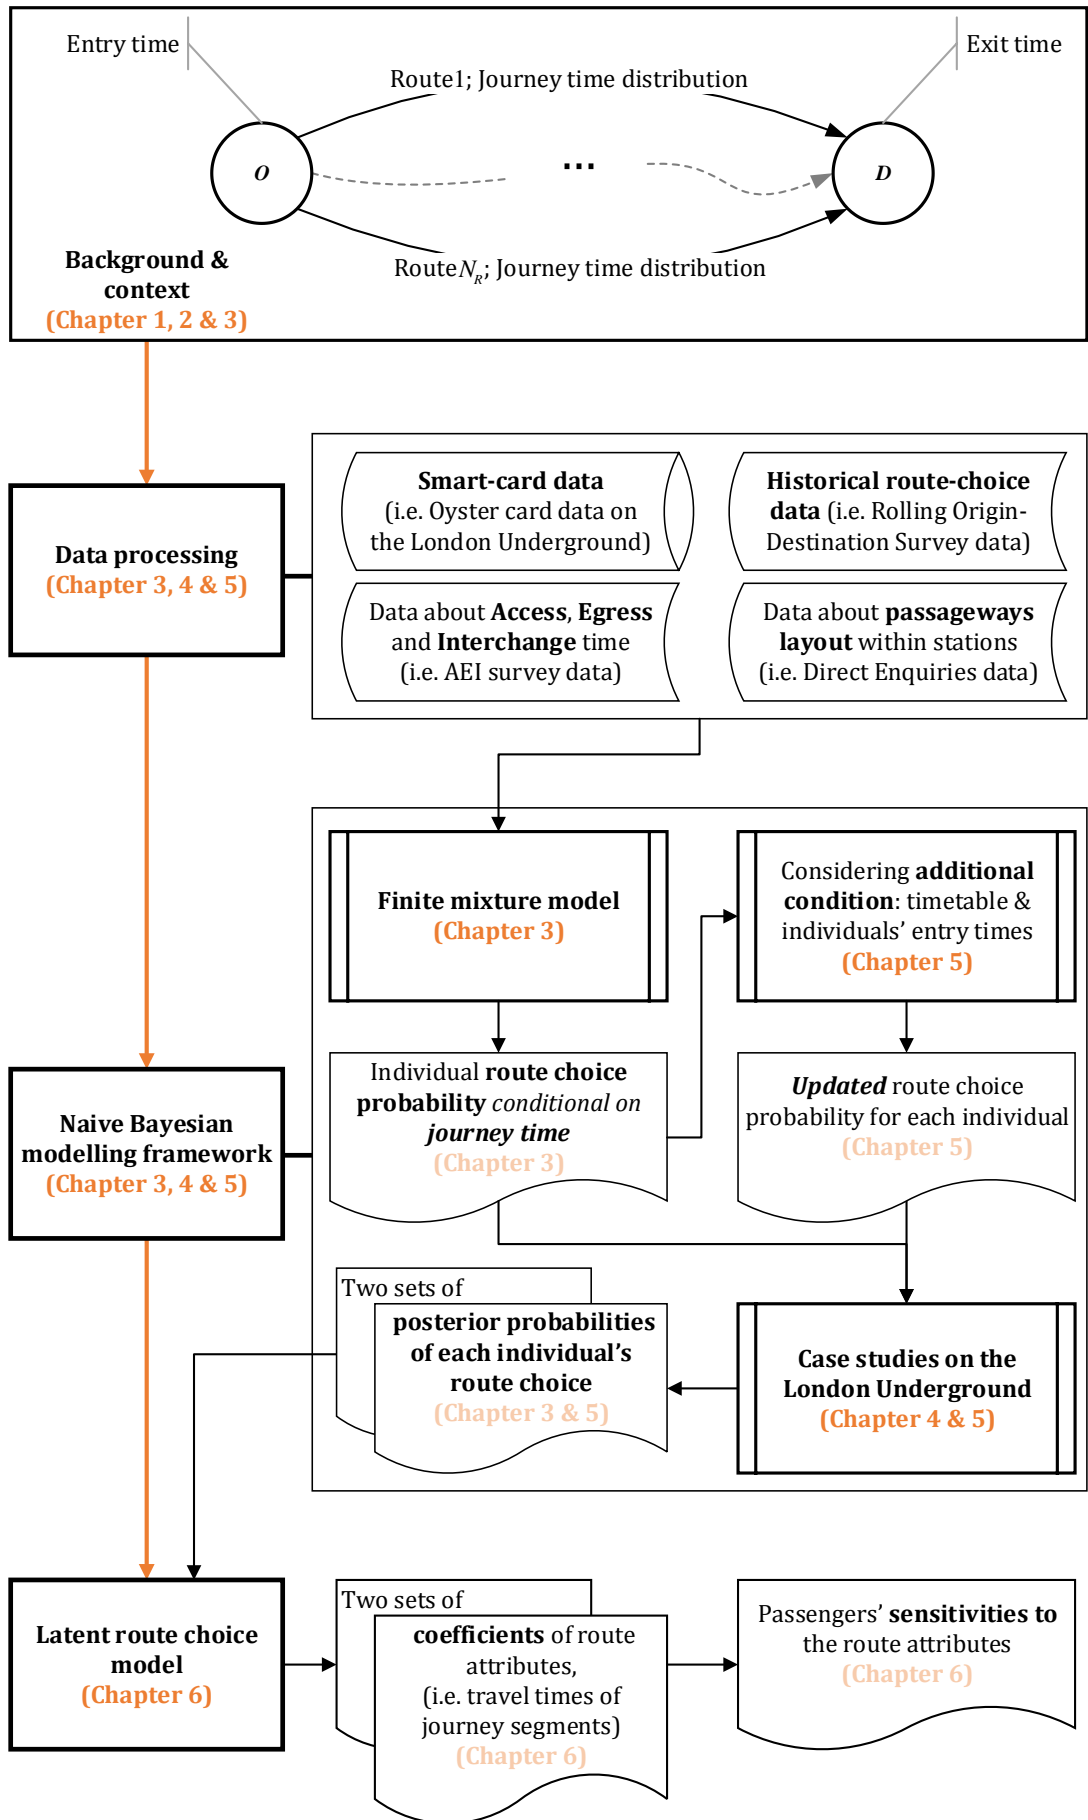 Entry time
Exit time
Route1; Journey time distribution
O
...
D
RouteN_R; Journey time distribution
Background &
context
(Chapter 1, 2 & 3)
Data processing
(Chapter 3, 4 & 5)
Smart-card data
(i.e. Oyster card data on
the London Underground)
Historical route-choice
data (i.e. Rolling Origin-
Destination Survey data)
Data about Access, Egress
and Interchange time
(i.e. AEI survey data)
Data about passageways
layout within stations
(i.e. Direct Enquiries data)
Finite mixture model
(Chapter 3)
Considering additional
condition: timetable &
individuals’ entry times
(Chapter 5)
Individual route choice
probability conditional on
journey time
(Chapter 3)
Updated route choice
probability for each individual
(Chapter 5)
Naive Bayesian
modelling framework
(Chapter 3, 4 & 5)
Two sets of
posterior probabilities
of each individual’s
route choice
(Chapter 3 & 5)
Case studies on the
London Underground
(Chapter 4 & 5)
Latent route choice
model
(Chapter 6)
Two sets of
coefficients of route
attributes,
(i.e. travel times of
journey segments)
(Chapter 6)
Passengers’ sensitivities to
the route attributes
(Chapter 6)